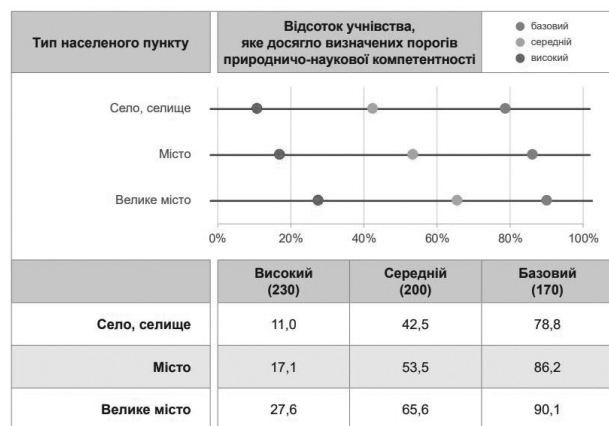 Тип населеного пункту
Відсоток учнівства,
яке досягло визначених порогів
природничо-наукової компетентності
базовий
середній
високий
Село, селище
Місто
Велике місто
0% 20% 40% 60% 80% 100%
Високий Середній Базовий
(230) (200) (170)
Село, селище 11,0 42,5 78,8
Місто 17,1 53,5 86,2
Велике місто 27,6 65,6 90,1